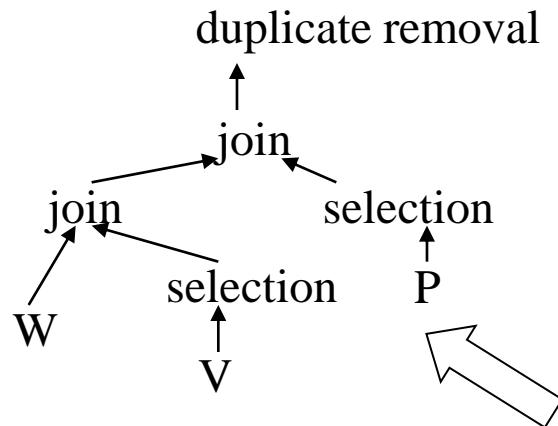 duplicate removal
join
join
selection
selection
P
W
V